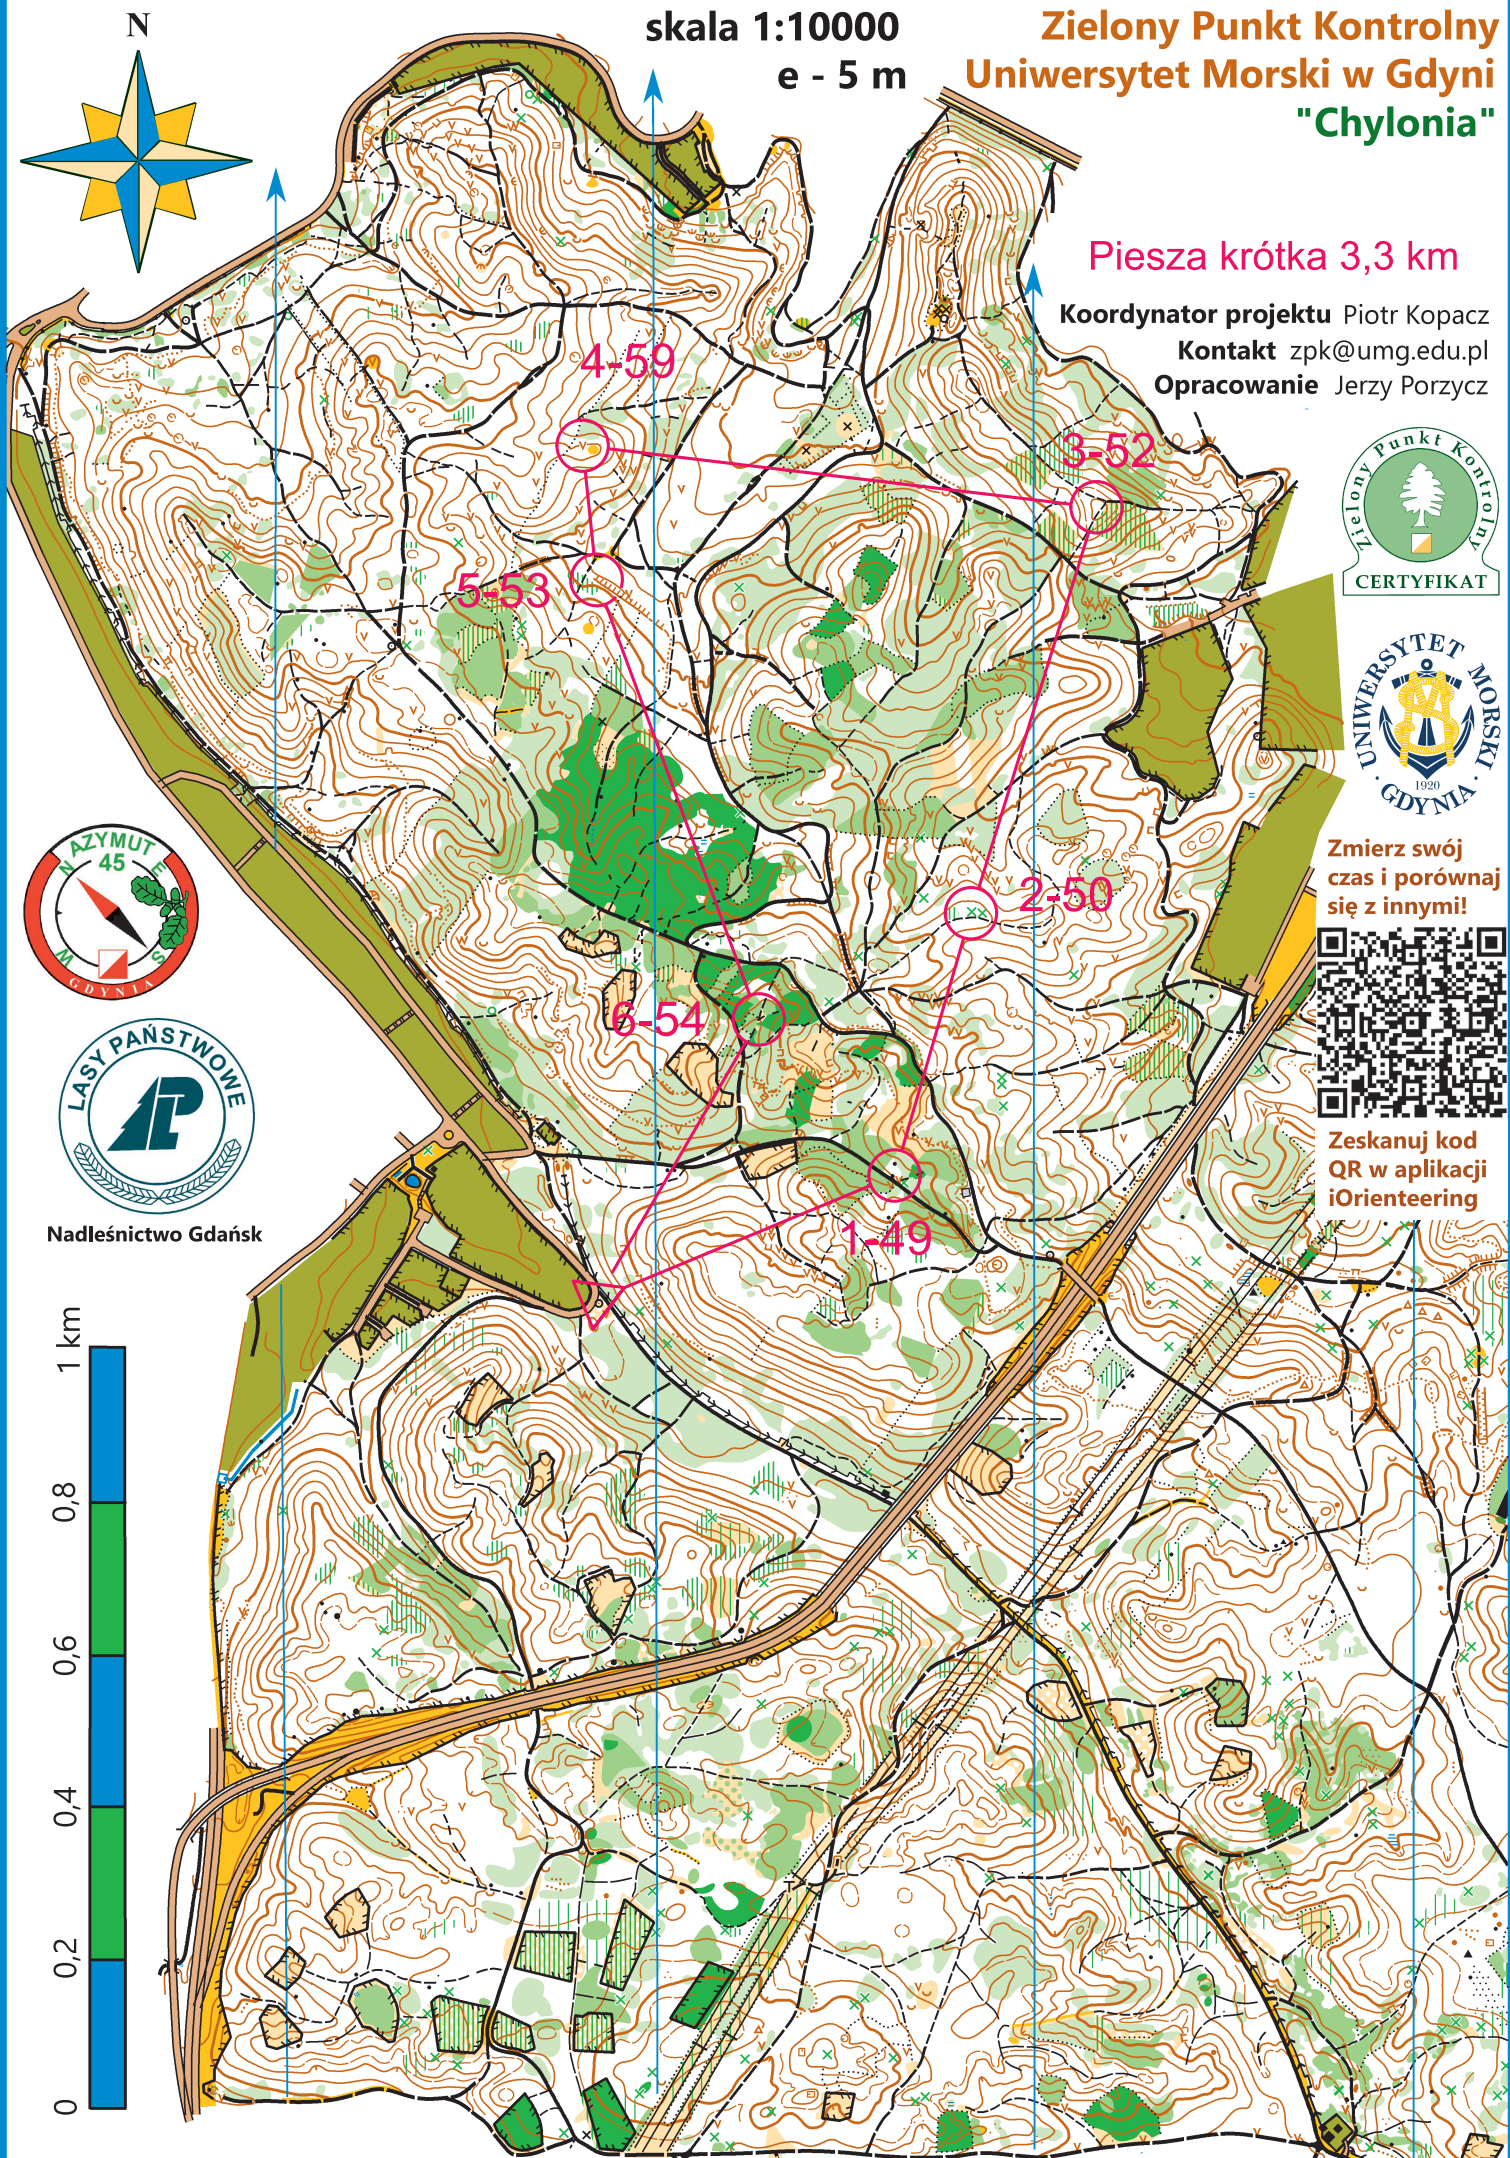 N
skala 1:10000
e - 5 m
Zielony Punkt Kontrolny
Uniwersytet Morski w Gdyni
"Chylonia"
Piesza krótka 3,3 km
Koordynator projektu Piotr Kopacz
Kontakt zpk@umg.edu.pl
Opracowanie Jerzy Porzycz
4-59
3-52
5-53
2-50
6-54
1-49
Zielony Punkt Kontrolny
CERTYFIKAT
UNIWERSYTET MORSKI
1920
· GDYNIA ·
Zmierz swój
czas i porównaj
się z innymi!
Zeskanuj kod
QR w aplikacji
iOrienteering
AZYMUT
45
N E
W S
GDYNIA
LASY PAŃSTWOWE
LP
Nadleśnictwo Gdańsk
1 km
0,8
0,6
0,4
0,2
0